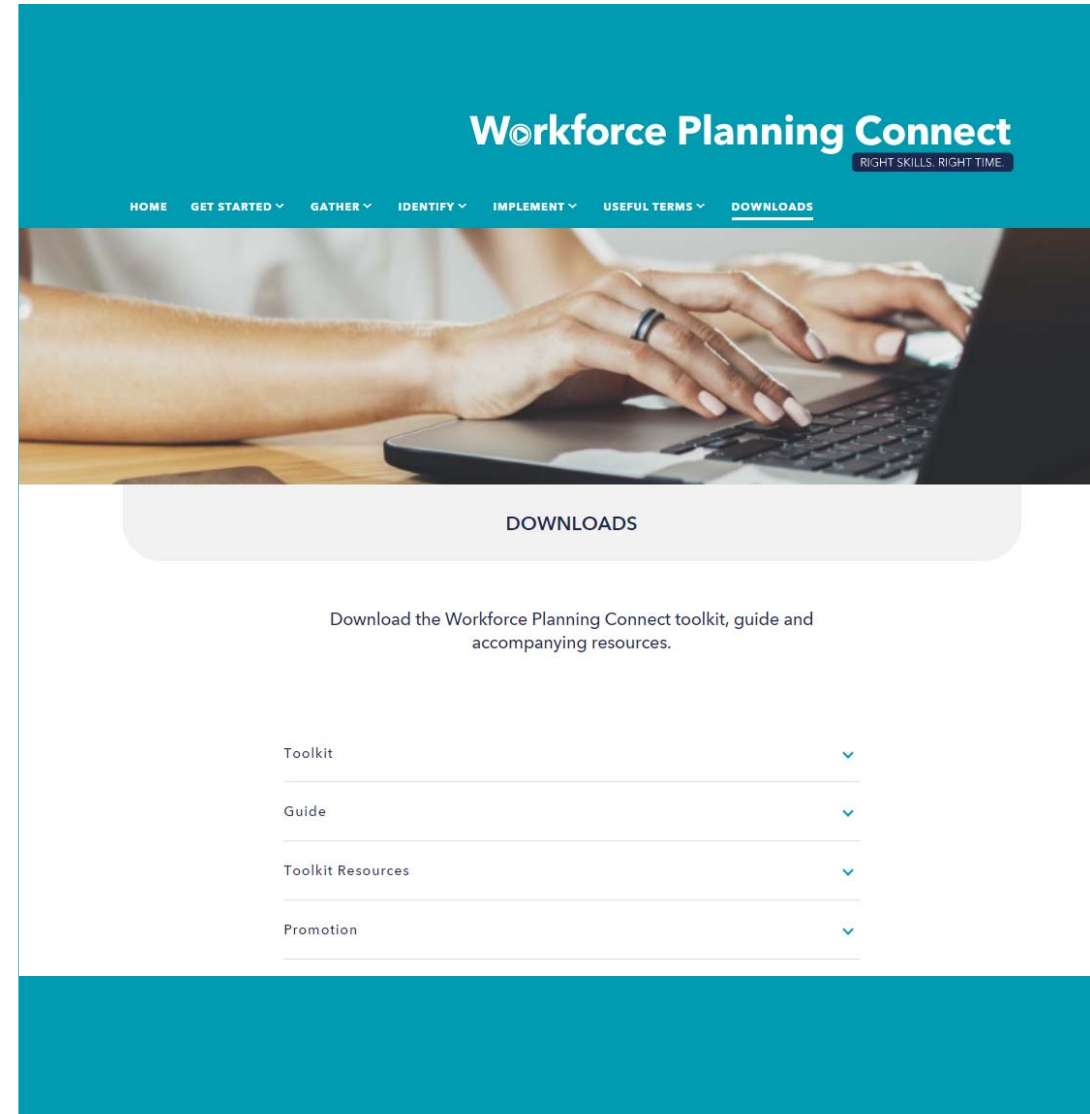 Workforce Planning Connect
RIGHT SKILLS. RIGHT TIME.
HOME GET STARTED GATHER IDENTIFY IMPLEMENT USEFUL TERMS DOWNLOADS
DOWNLOADS
Download the Workforce Planning Connect toolkit, guide and
accompanying resources.
Toolkit
Guide
Toolkit Resources
Promotion